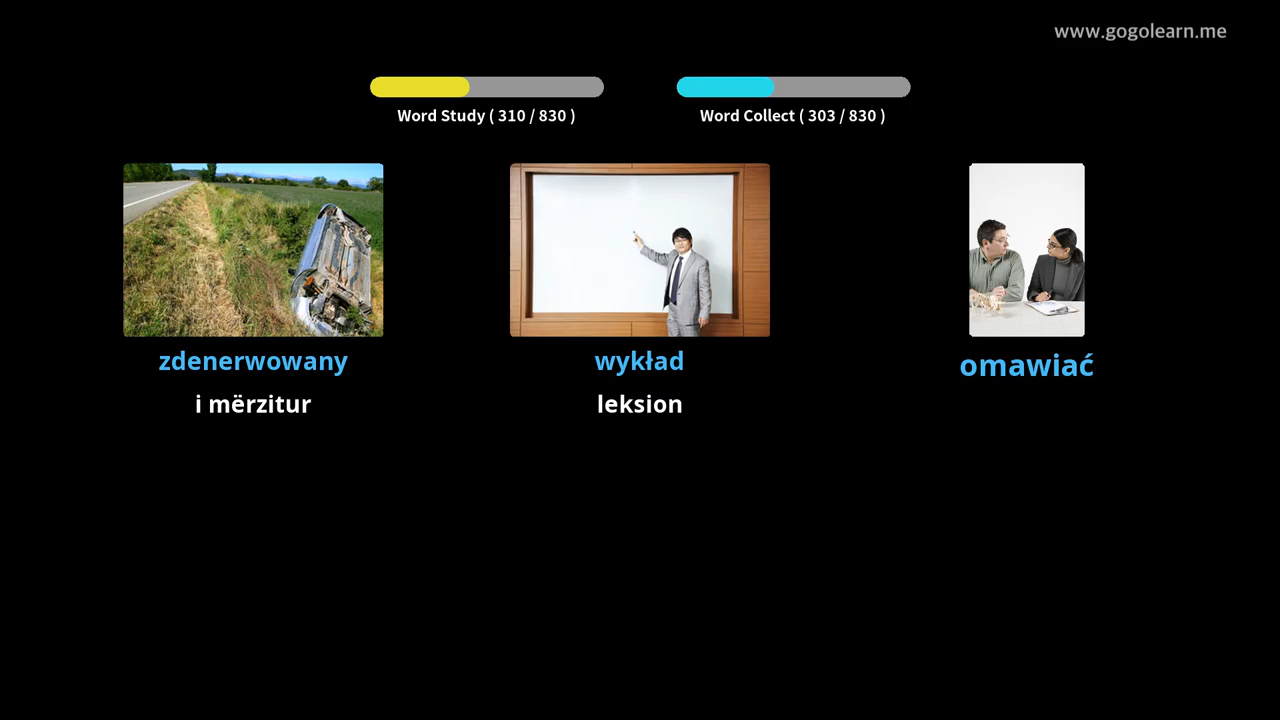 www.gogolearn.me
Word Study ( 310 / 830 )
Word Collect ( 303 / 830 )
zdenerwowany
i mërzitur
wykład
leksion
omawiać